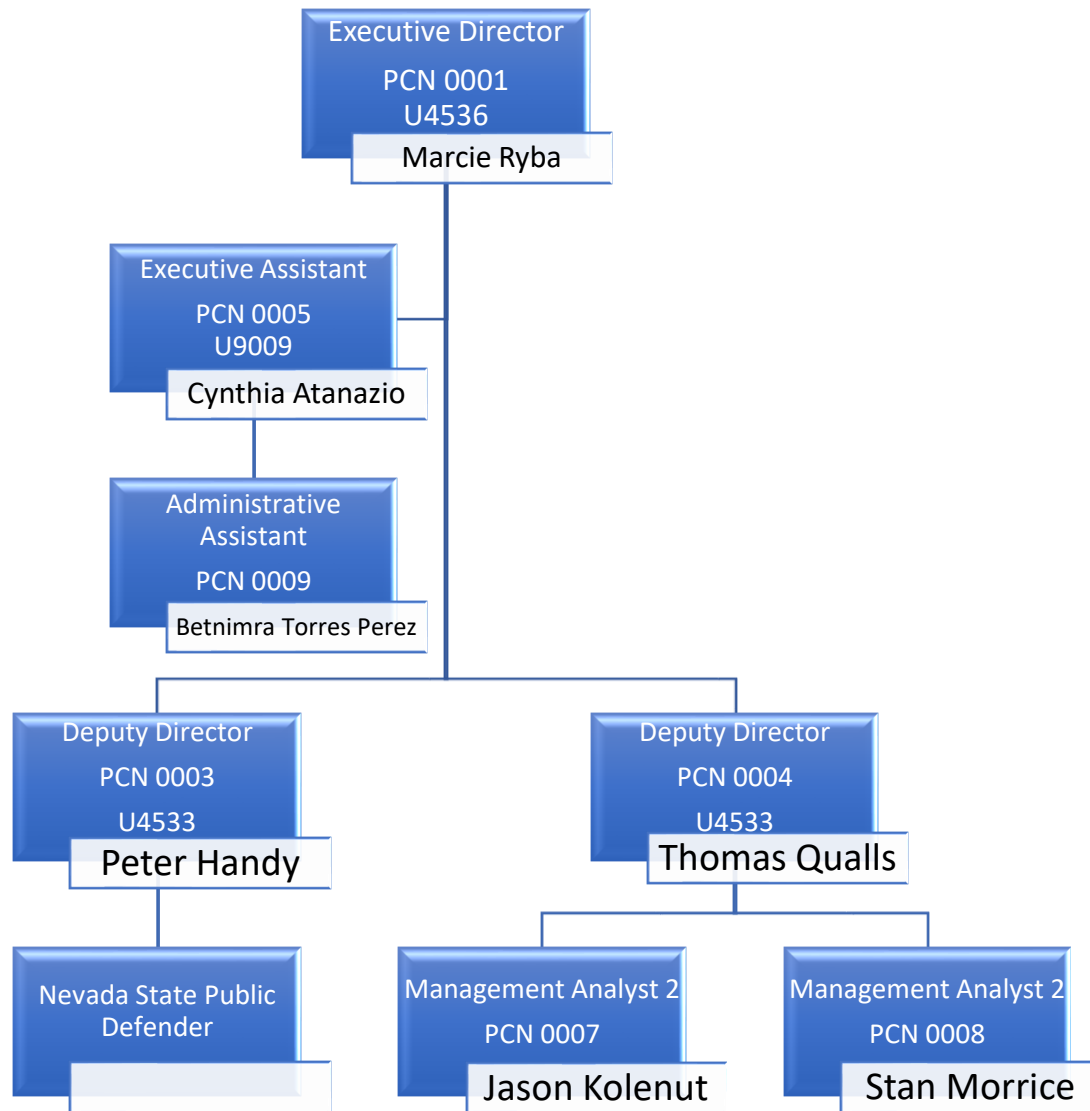 Executive Director
PCN 0001
U4536
Marcie Ryba
Executive Assistant
PCN 0005
U9009
Cynthia Atanazio
Administrative
Assistant
PCN 0009
Betnimra Torres Perez
Deputy Director
PCN 0003
U4533
Peter Handy
Deputy Director
PCN 0004
U4533
Thomas Qualls
Nevada State Public
Defender
Management Analyst 2
PCN 0007
Jason Kolenut
Management Analyst 2
PCN 0008
Stan Morrice